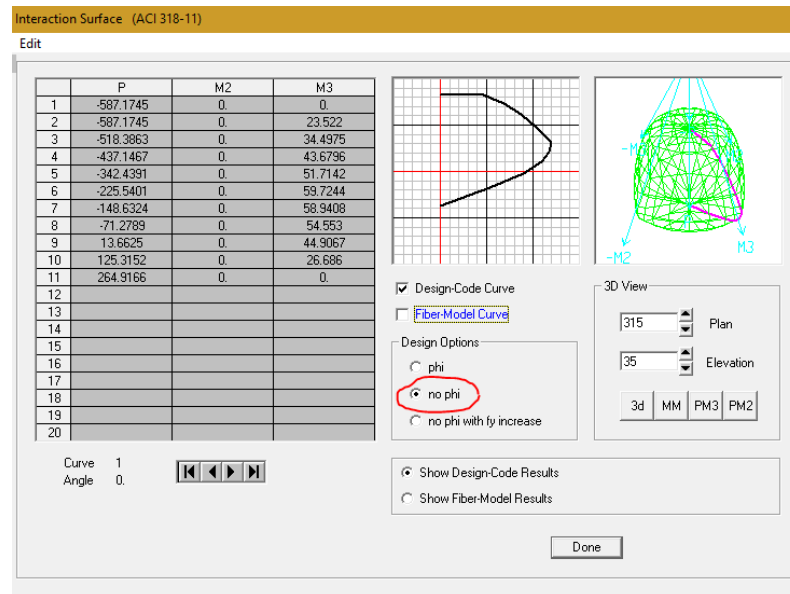 Interaction Surface (ACI 318-11)
Edit
P M2 M3
1 -587.1745 0. 0.
2 -587.1745 0. 23.522
3 -518.3863 0. 34.4975
4 -437.1467 0. 43.6796
5 -342.4391 0. 51.7142
6 -225.5401 0. 59.7244
7 -148.6324 0. 58.9408
8 -71.2789 0. 54.553
9 13.6625 0. 44.9067
10 125.3152 0. 26.686
11 264.9166 0. 0.
12
13
14
15
16
17
18
19
20
Curve 1
Angle 0.
-M2
M3
Design-Code Curve
Fiber-Model Curve
Design Options
phi
no phi
no phi with fy increase
3D View
315 Plan
35 Elevation
3d MM PM3 PM2
Show Design-Code Results
Show Fiber-Model Results
Done